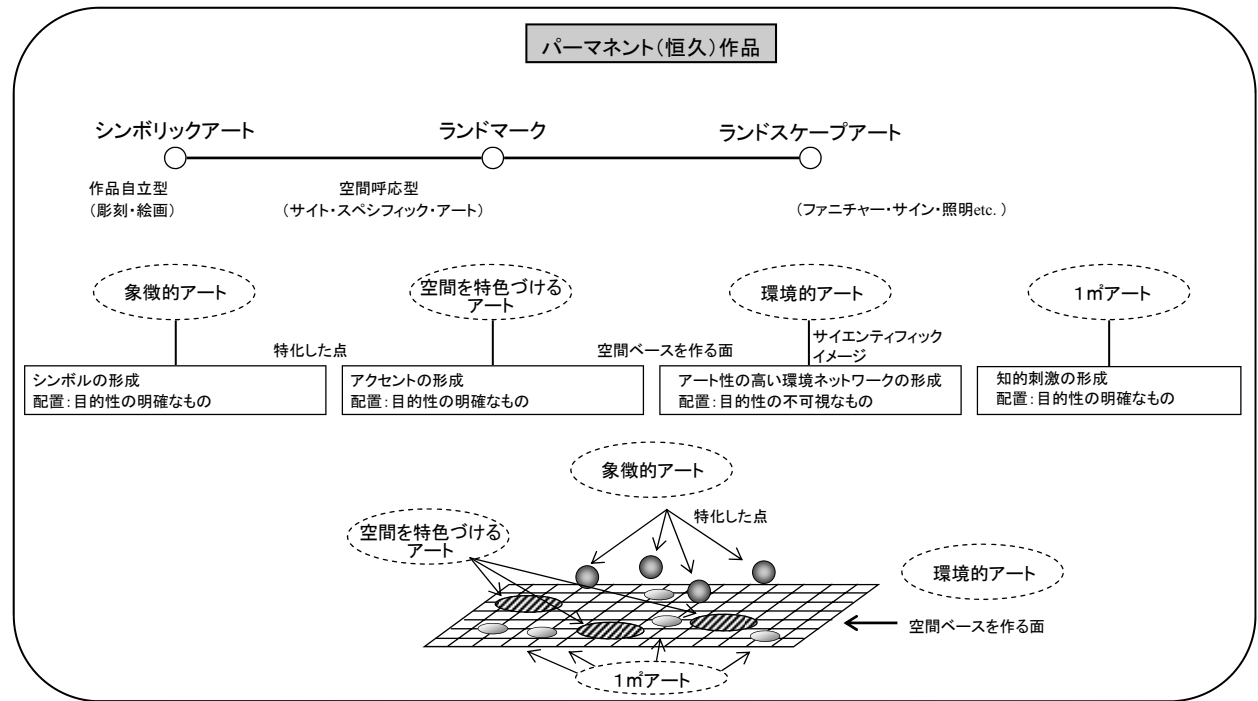 パーマネント(恒久)作品
シンボリックアート
ランドマーク
ランドスケープアート
作品自立型
(彫刻・絵画)
空間呼応型
(サイト・スペシフィック・アート)
(ファニチャー・サイン・照明etc. )
象徴的アート
空間を特色づける
アート
環境的アート
1㎡アート
特化した点
空間ベースを作る面
サイエンティフィック
イメージ
シンボルの形成
配置:目的性の明確なもの
アクセントの形成
配置:目的性の明確なもの
アート性の高い環境ネットワークの形成
配置:目的性の不可視なもの
知的刺激の形成
配置:目的性の明確なもの
象徴的アート
特化した点
空間を特色づける
アート
環境的アート
空間ベースを作る面
1㎡アート